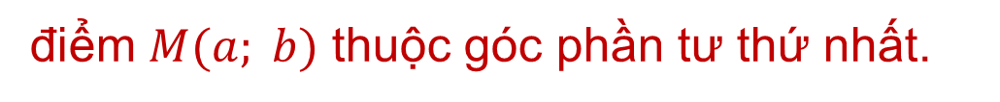 điểm M(a; b) thuộc góc phần tư thứ nhất.